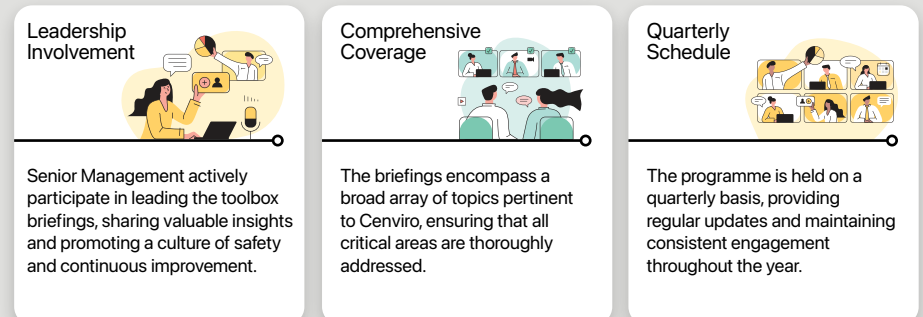 Leadership
Involvement
Senior Management actively
participate in leading the toolbox
briefings, sharing valuable insights
and promoting a culture of safety
and continuous improvement.
Comprehensive
Coverage
The briefings encompass a
broad array of topics pertinent
to Cenviro, ensuring that all
critical areas are thoroughly
addressed.
Quarterly
Schedule
The programme is held on a
quarterly basis, providing
regular updates and maintaining
consistent engagement
throughout the year.